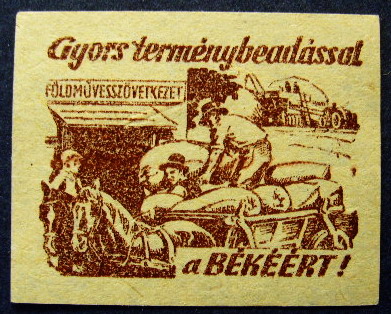 Gyors terménybeadással
FÖLDMŰVESSZÖVETKEZET
a BÉKÉÉRT!